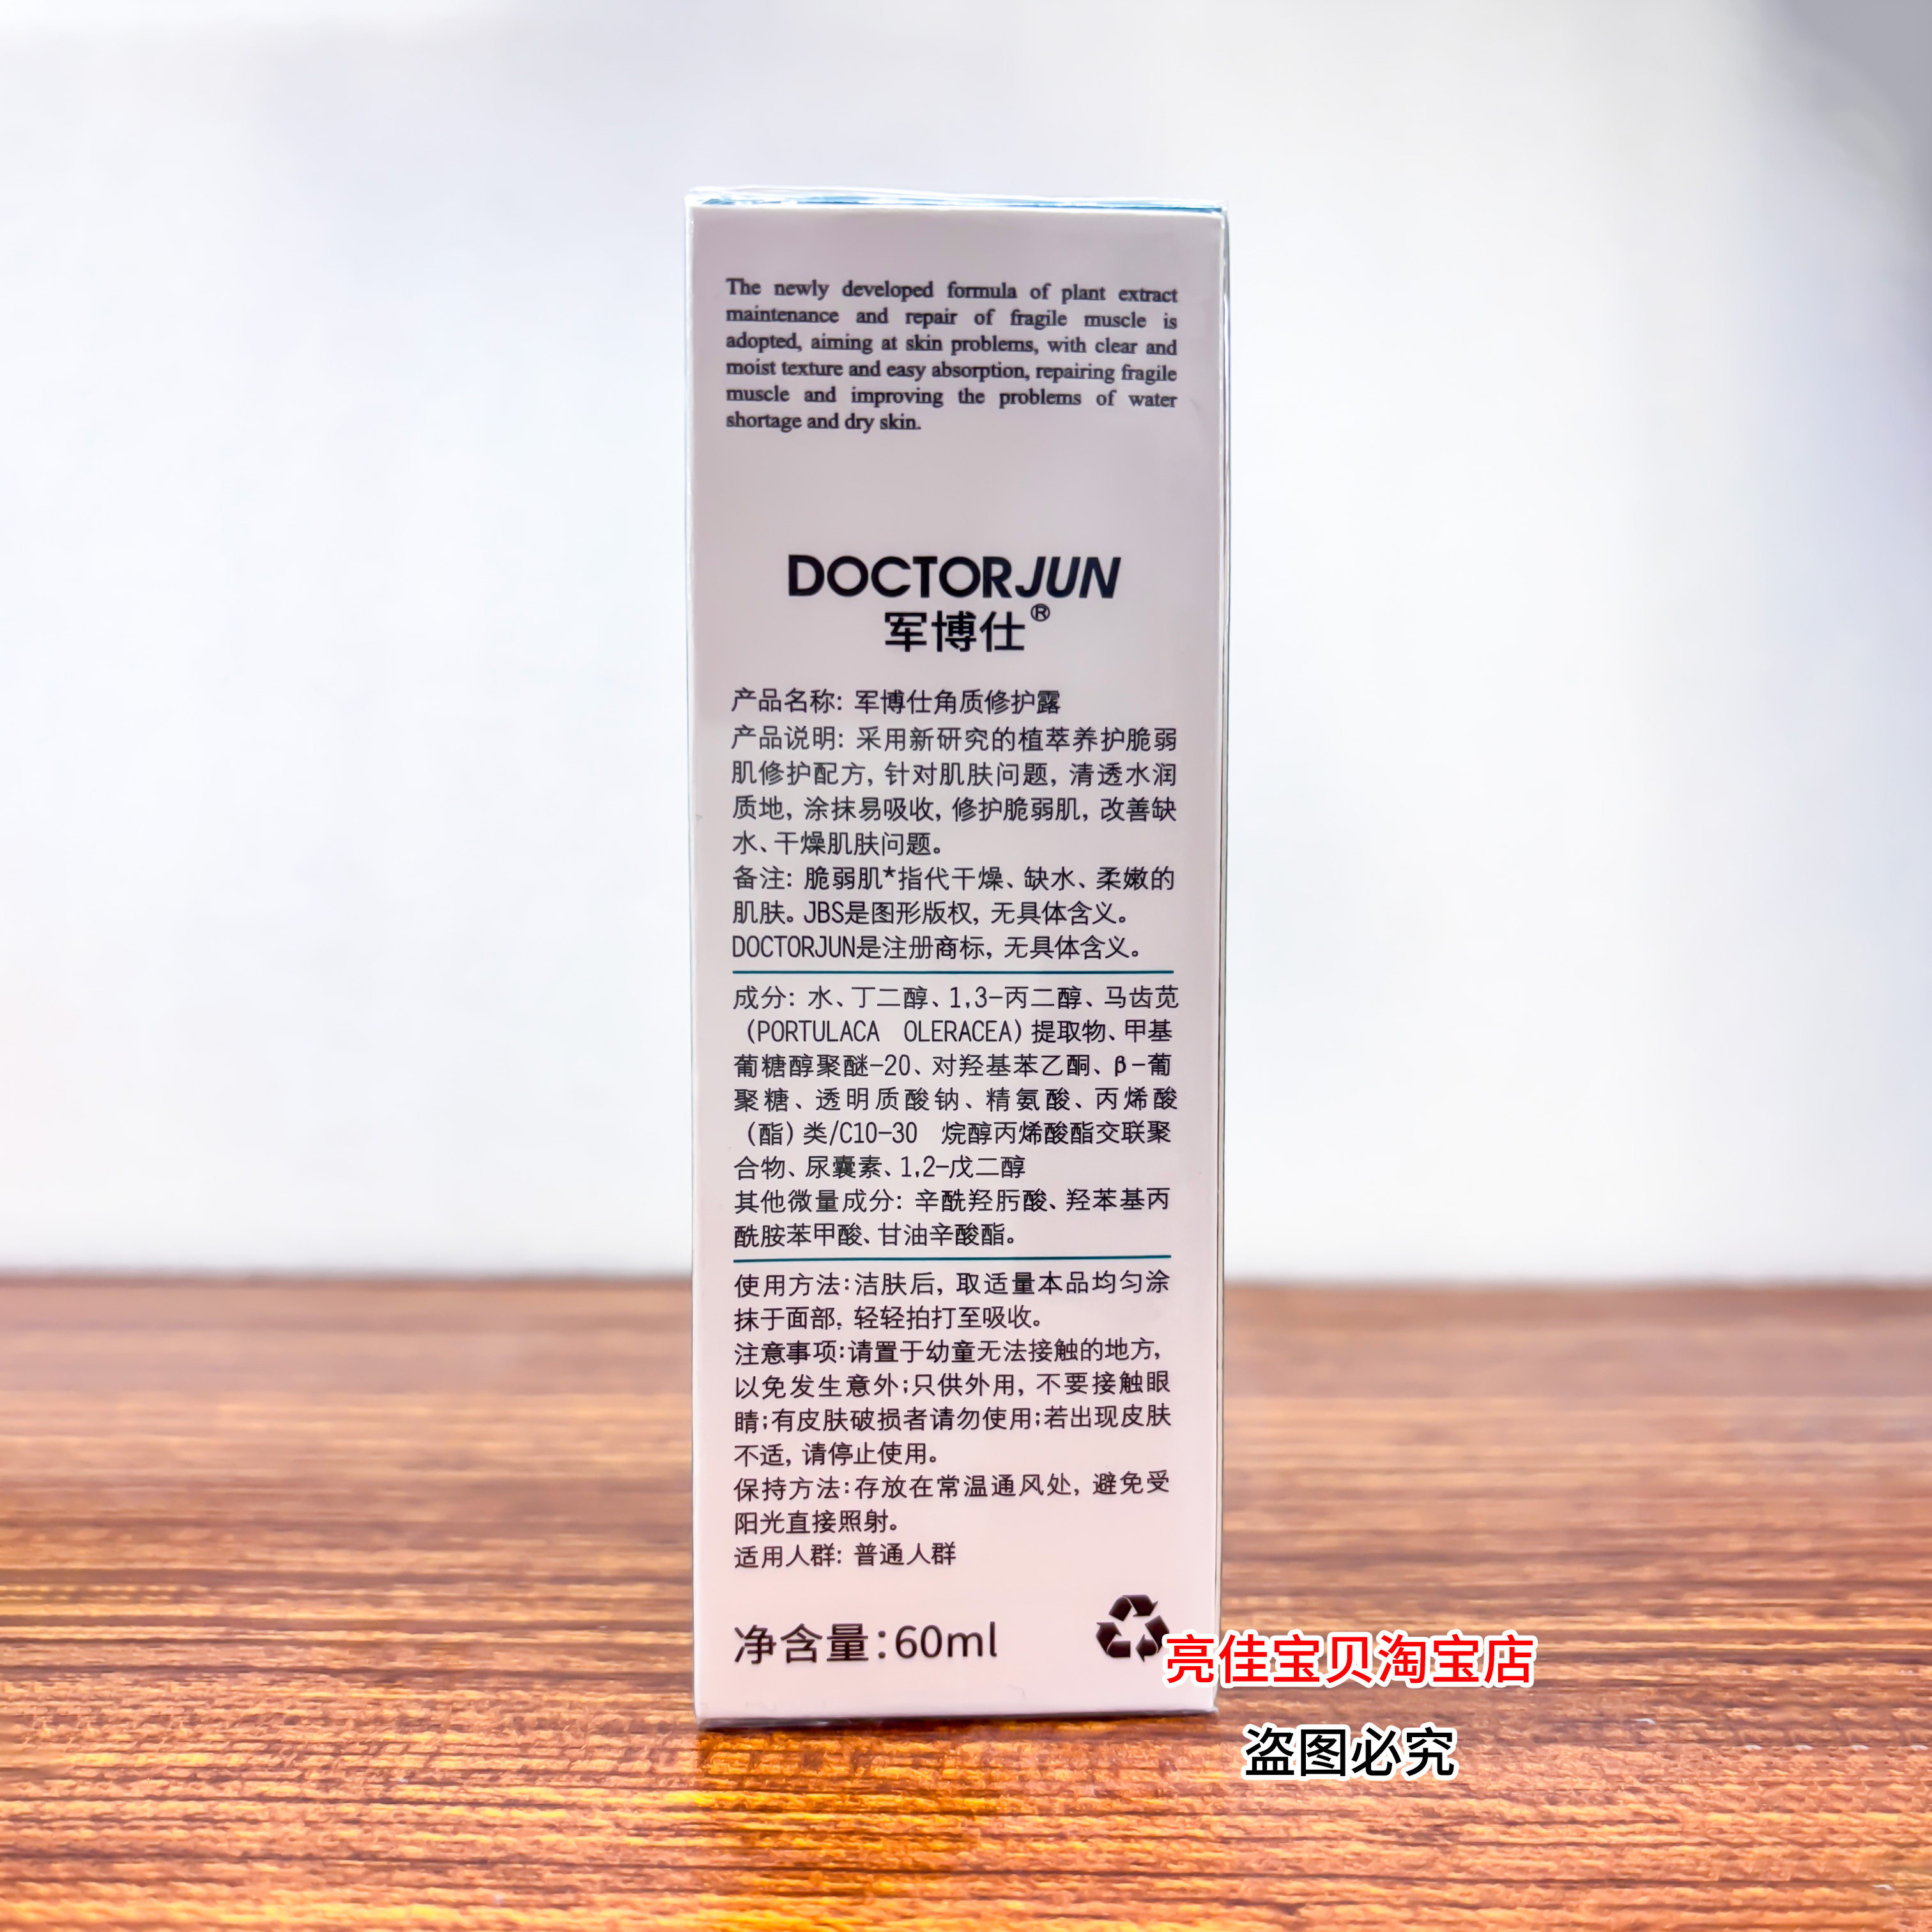 The newly developed formula of plant extract
maintenance and repair of fragile muscle is
adopted, aiming at skin problems, with clear and
moist texture and easy absorption, repairing fragile
muscle and improving the problems of water
shortage and dry skin.
DOCTORJUN
军博仕®
产品名称: 军博仕角质修护露
产品说明: 采用新研究的植萃养护脆弱
肌修护配方, 针对肌肤问题, 清透水润
质地, 涂抹易吸收, 修护脆弱肌, 改善缺
水、干燥肌肤问题。
备注: 脆弱肌*指代干燥、缺水、柔嫩的
肌肤。JBS是图形版权, 无具体含义。
DOCTORJUN是注册商标, 无具体含义。
成分: 水、丁二醇、1,3-丙二醇、马齿苋
(PORTULACA OLERACEA) 提取物、甲基
葡糖醇聚醚-20、对羟基苯乙酮、β-葡
聚糖、透明质酸钠、精氨酸、丙烯酸
(酯) 类/C10-30 烷醇丙烯酸酯交联聚
合物、尿囊素、1,2-戊二醇
其他微量成分: 辛酰羟肟酸、羟苯基丙
酰胺苯甲酸、甘油辛酸酯。
使用方法:洁肤后, 取适量本品均匀涂
抹于面部, 轻轻拍打至吸收。
注意事项:请置于幼童无法接触的地方,
以免发生意外;只供外用, 不要接触眼
睛;有皮肤破损者请勿使用;若出现皮肤
不适, 请停止使用。
保持方法:存放在常温通风处, 避免受
阳光直接照射。
适用人群: 普通人群
净含量:60ml
亮佳宝贝淘宝店
盗图必究